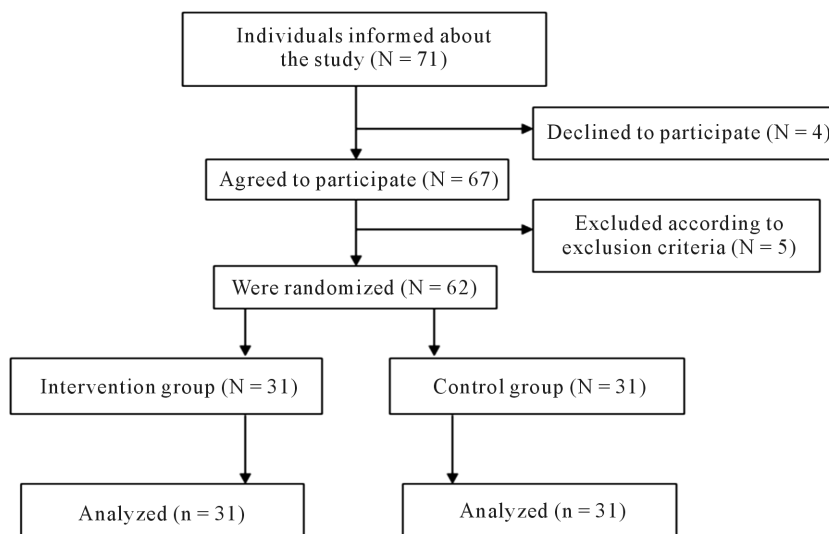 Individuals informed about
the study (N = 71)
Declined to participate (N = 4)
Agreed to participate (N = 67)
Excluded according to
exclusion criteria (N = 5)
Were randomized (N = 62)
Intervention group (N = 31)
Control group (N = 31)
Analyzed (n = 31)
Analyzed (n = 31)